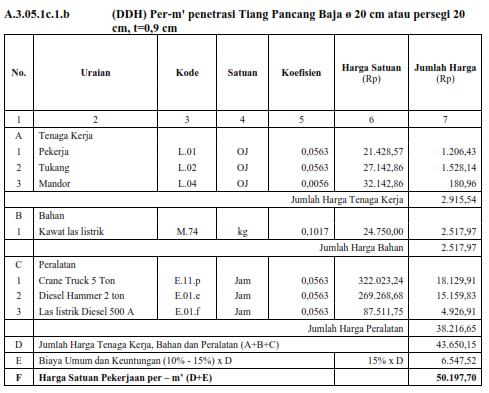 A.3.05.1c.1.b (DDH) Per-m' penetrasi Tiang Pancang Baja ø 20 cm atau persegi 20
cm, t=0,9 cm
No. Uraian Kode Satuan Koefisien Harga Satuan (Rp) Jumlah Harga (Rp)
1 2 3 4 5 6 7
A Tenaga Kerja
1 Pekerja L.01 OJ 0,0563 21.428,57 1.206,43
2 Tukang L.02 OJ 0,0563 27.142,86 1.528,14
3 Mandor L.04 OJ 0,0056 32.142,86 180,96
Jumlah Harga Tenaga Kerja 2.915,54
B Bahan
1 Kawat las listrik M.74 kg 0,1017 24.750,00 2.517,97
Jumlah Harga Bahan 2.517,97
C Peralatan
1 Crane Truck 5 Ton E.11.p Jam 0,0563 322.023,24 18.129,91
2 Diesel Hammer 2 ton E.01.e Jam 0,0563 269.268,68 15.159,83
3 Las listrik Diesel 500 A E.01.f Jam 0,0563 87.511,75 4.926,91
Jumlah Harga Peralatan 38.216,65
D Jumlah Harga Tenaga Kerja, Bahan dan Peralatan (A+B+C) 43.650,15
E Biaya Umum dan Keuntungan (10% - 15%) x D 15% x D 6.547,52
F Harga Satuan Pekerjaan per – m' (D+E) 50.197,70